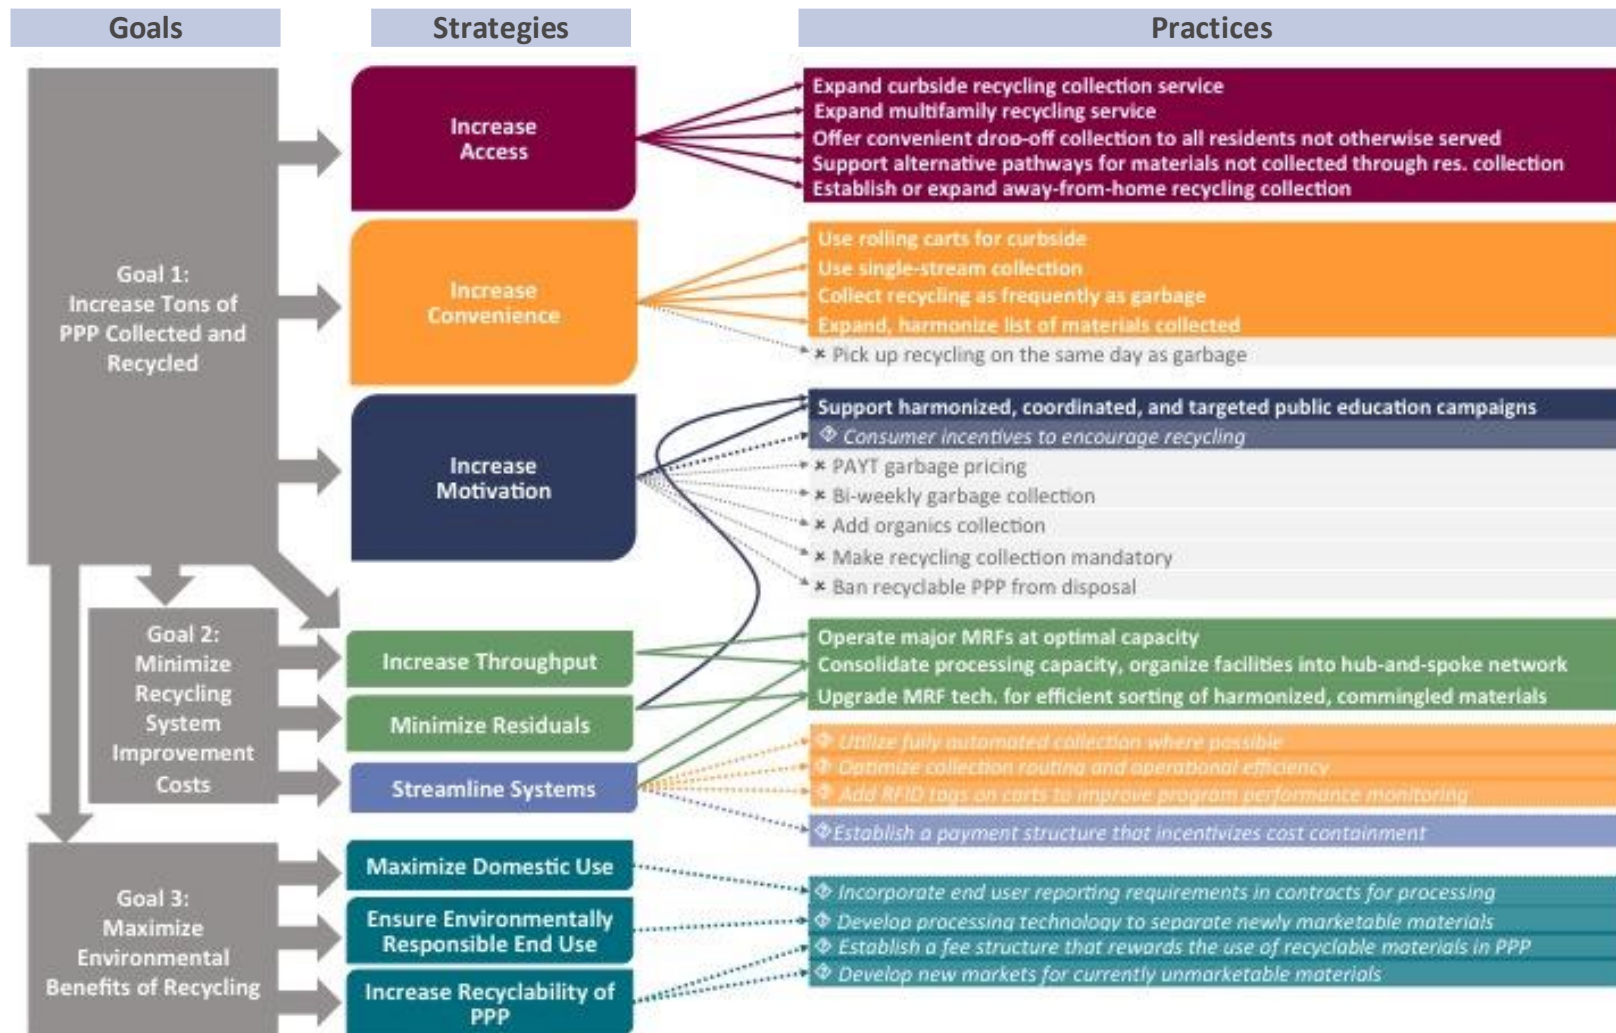 Goals
Strategies
Practices
Goal 1:
Increase Tons of
PPP Collected and
Recycled
Goal 2:
Minimize
Recycling
System
Improvement
Costs
Goal 3:
Maximize
Environmental
Benefits of Recycling
Increase
Access
Increase
Convenience
Increase
Motivation
Increase Throughput
Minimize Residuals
Streamline Systems
Maximize Domestic Use
Ensure Environmentally
Responsible End Use
Increase Recyclability of
PPP
Expand curbside recycling collection service
Expand multifamily recycling service
Offer convenient drop-off collection to all residents not otherwise served
Support alternative pathways for materials not collected through res. collection
Establish or expand away-from-home recycling collection
Use rolling carts for curbside
Use single-stream collection
Collect recycling as frequently as garbage
Expand, harmonize list of materials collected
× Pick up recycling on the same day as garbage
Support harmonized, coordinated, and targeted public education campaigns
Consumer incentives to encourage recycling
× PAYT garbage pricing
× Bi-weekly garbage collection
× Add organics collection
× Make recycling collection mandatory
× Ban recyclable PPP from disposal
Operate major MRFs at optimal capacity
Consolidate processing capacity, organize facilities into hub-and-spoke network
Upgrade MRF tech. for efficient sorting of harmonized, commingled materials
Utilize fully automated collection where possible
Optimize collection routing and operational efficiency
Add RFID tags on carts to improve program performance monitoring
Establish a payment structure that incentivizes cost containment
Incorporate end user reporting requirements in contracts for processing
Develop processing technology to separate newly marketable materials
Establish a fee structure that rewards the use of recyclable materials in PPP
Develop new markets for currently unmarketable materials